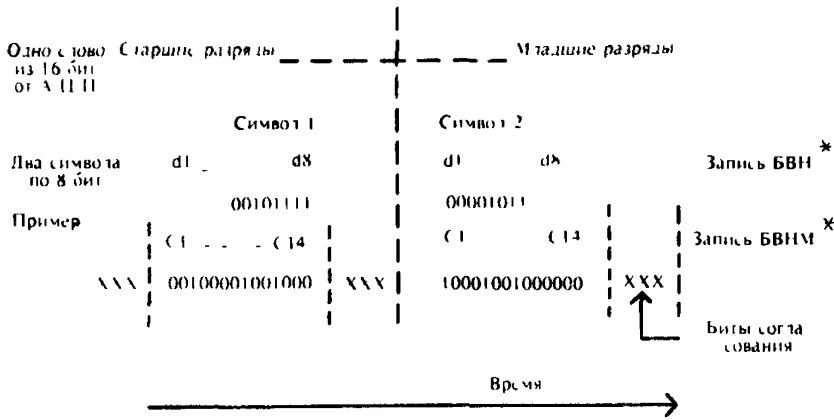 Одно слово Старшие разряды Младшие разряды
из 16 бит
от АЦП
Символ 1 Символ 2
Два символа d1 d8 d1 d8 Запись БВН *
по 8 бит
00101111 00001011
Пример
C1 C14 C1 C14 Запись БВНМ *
XXX 00100001001000 XXX 10001001000000 XXX
Биты согла
сования
Время